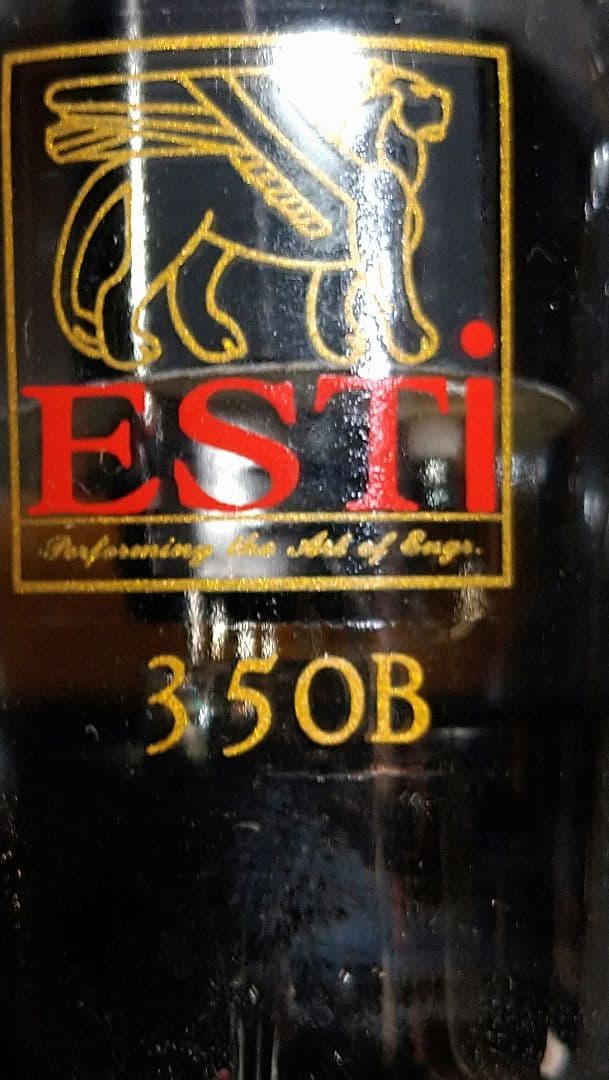 ESTi
Performing the Art of Engr.
350B